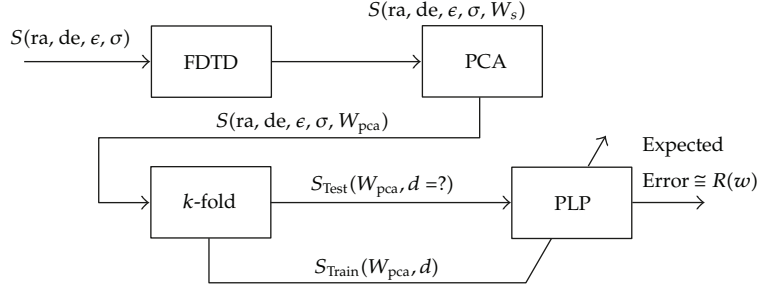 S(ra, de, ϵ, σ, W_s)
S(ra, de, ϵ, σ)
FDTD
PCA
S(ra, de, ϵ, σ, W_pca)
Expected
k-fold
S_Test(W_pca, d =?)
PLP
Error ≅ R(w)
S_Train(W_pca, d)